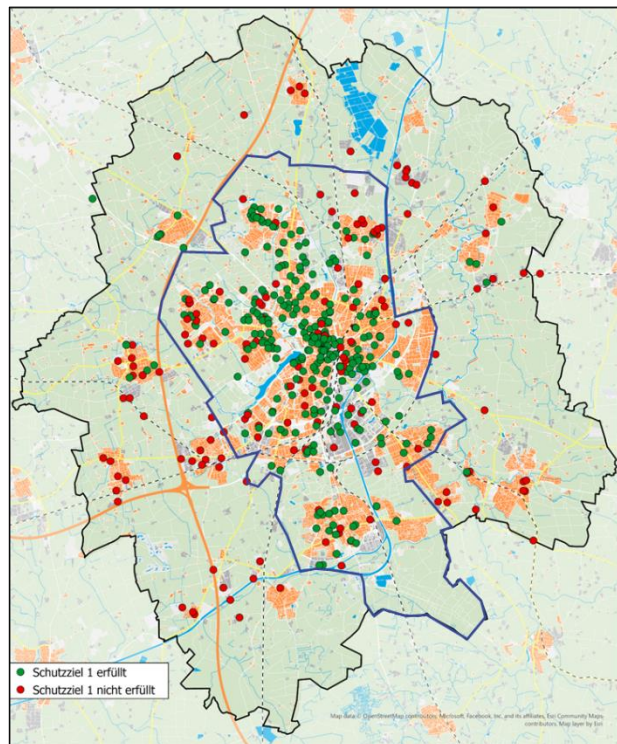 Schutzziel 1 erfüllt
Schutzziel 1 nicht erfüllt
Map data © OpenStreetMap contributors, Microsoft, Facebook, Inc. and its affiliates, Esri Community Maps
contributors, Map layer by Esri